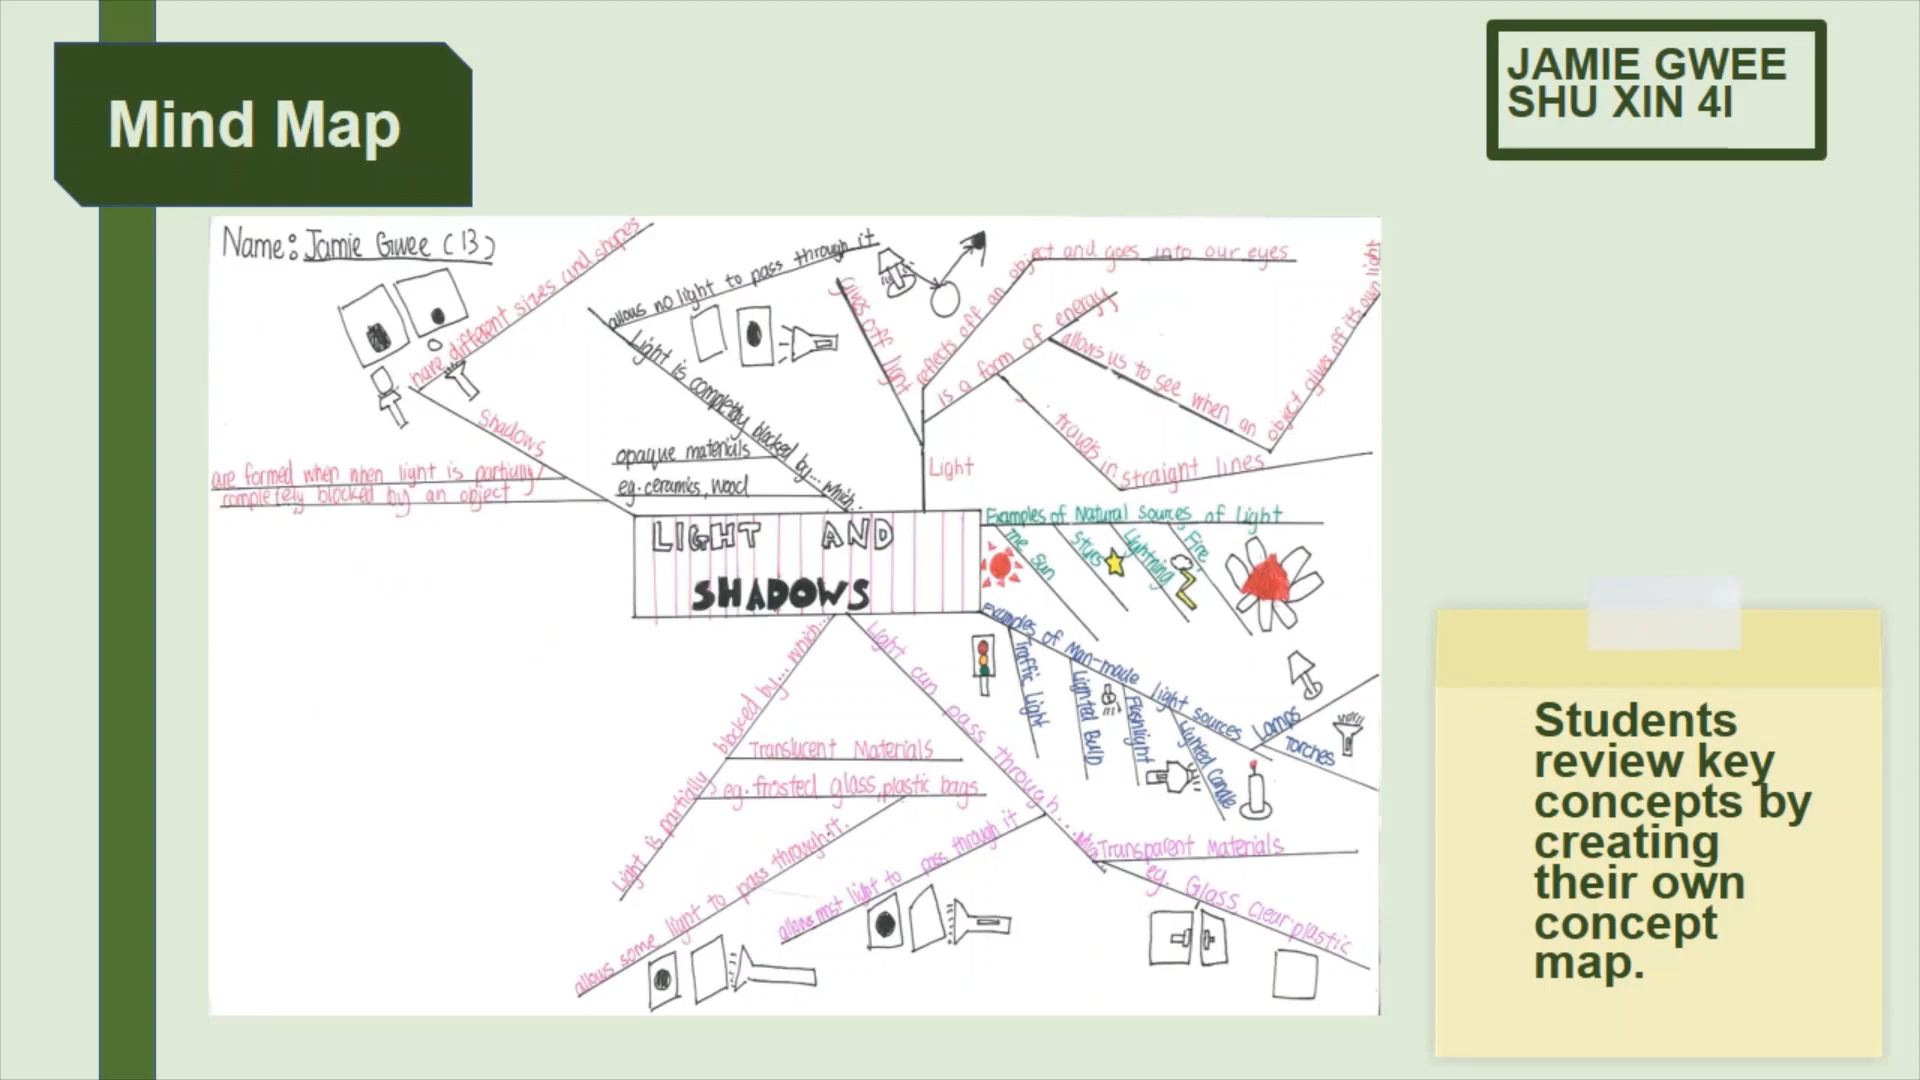 Mind Map
JAMIE GWEE
SHU XIN 4I
Name: Jamie Gwee (13)
have different sizes and shapes
Shadows
are formed when when light is partially/
completely blocked by an object
allows no light to pass through it
Light is completely blocked by... which...
opaque materials
eg. ceramics, wood
gives off light
reflects off an object and goes into our eyes
is a form of energy
allows us to see when an object gives off its own light
travels in straight lines
Light
LIGHT AND
SHADOWS
Examples of Natural Sources of Light
The Sun
Stars
Lightning
Fire
Examples of Man-made light sources
Traffic Light
Lighted Bulb
Flashlight
Lighted Candle
Lamps
Torches
Light is partially blocked by... which...
Translucent Materials
eg. frosted glass, plastic bags
allows some light to pass through it.
Light can pass through...
Transparent Materials
eg. Glass clear plastic
allows most light to pass through it
Students
review key
concepts by
creating
their own
concept
map.